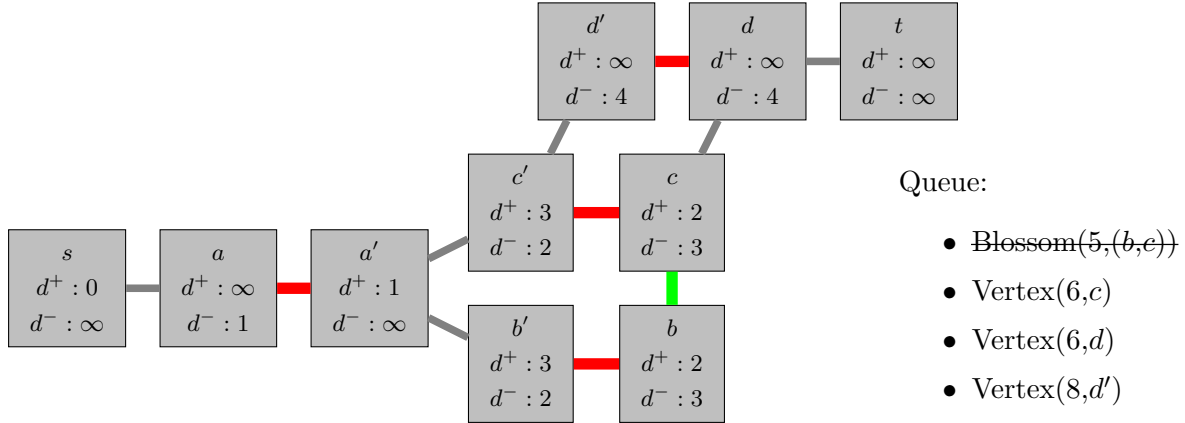 d′
d⁺ : ∞
d⁻ : 4
d
d⁺ : ∞
d⁻ : 4
t
d⁺ : ∞
d⁻ : ∞
c′
d⁺ : 3
d⁻ : 2
c
d⁺ : 2
d⁻ : 3
s
d⁺ : 0
d⁻ : ∞
a
d⁺ : ∞
d⁻ : 1
a′
d⁺ : 1
d⁻ : ∞
b′
d⁺ : 3
d⁻ : 2
b
d⁺ : 2
d⁻ : 3
Queue:
• Blossom(5,(b,c))
• Vertex(6,c)
• Vertex(6,d)
• Vertex(8,d′)